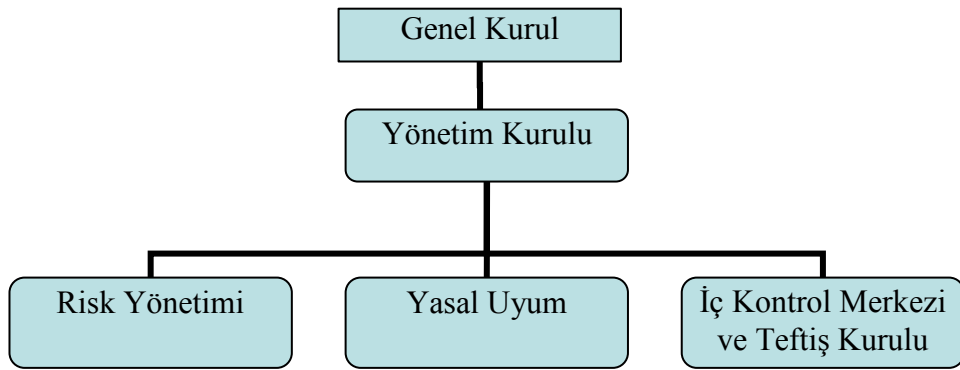 Genel Kurul
Yönetim Kurulu
Risk Yönetimi
Yasal Uyum
İç Kontrol Merkezi
ve Teftiş Kurulu